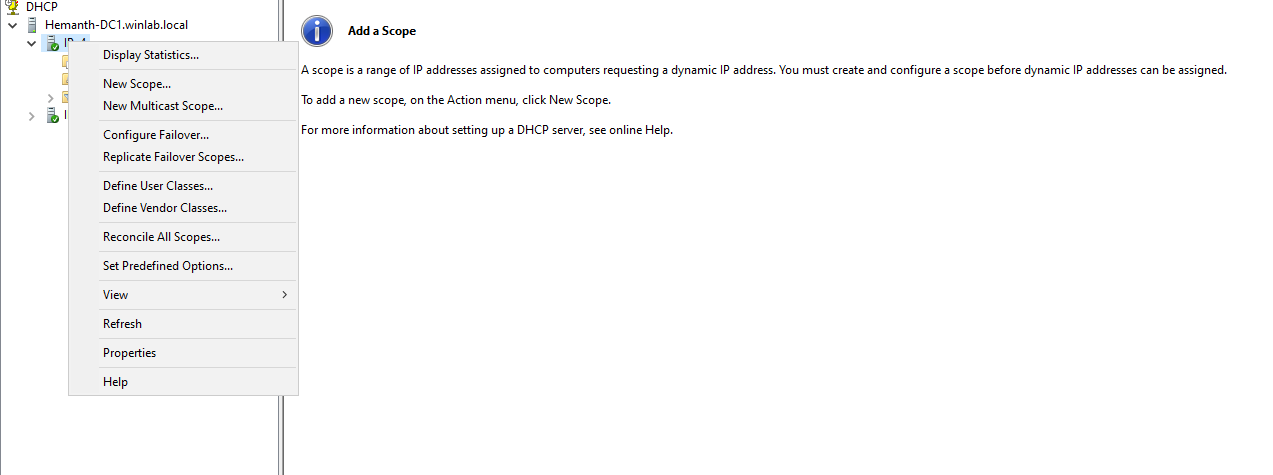 DHCP
Hemanth-DC1.winlab.local
Display Statistics...
New Scope...
New Multicast Scope...
Configure Failover...
Replicate Failover Scopes...
Define User Classes...
Define Vendor Classes...
Reconcile All Scopes...
Set Predefined Options...
View
Refresh
Properties
Help
Add a Scope
A scope is a range of IP addresses assigned to computers requesting a dynamic IP address. You must create and configure a scope before dynamic IP addresses can be assigned.
To add a new scope, on the Action menu, click New Scope.
For more information about setting up a DHCP server, see online Help.